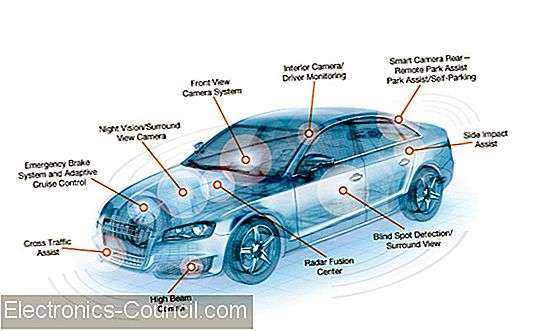 Smart Camera Rear –
Remote Park Assist
Park Assist/Self-Parking
Interior Camera/
Driver Monitoring
Front View
Camera System
Night Vision/Surround
View Camera
Side Impact
Assist
Emergency Brake
System and Adaptive
Cruise Control
Blind Spot Detection/
Surround View
Cross Traffic
Assist
Radar Fusion
Center
High Beam
Electronics-Council.com